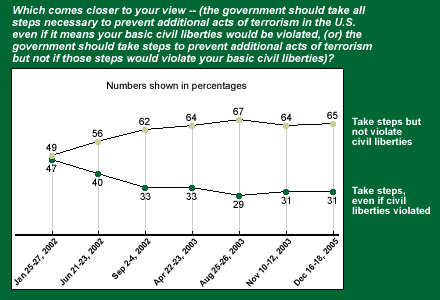 Which comes closer to your view -- (the government should take all
steps necessary to prevent additional acts of terrorism in the U.S.
even if it means your basic civil liberties would be violated, (or) the
government should take steps to prevent additional acts of terrorism
but not if those steps would violate your basic civil liberties)?
Numbers shown in percentages
49
56
62
64
67
64
65
47
40
33
33
29
31
31
Take steps but
not violate
civil liberties
Take steps,
even if civil
liberties violated
Jan 25-27, 2002
Jun 21-23, 2002
Sep 2-4, 2002
Apr 22-23, 2003
Aug 25-26, 2003
Nov 10-12, 2003
Dec 16-18, 2005